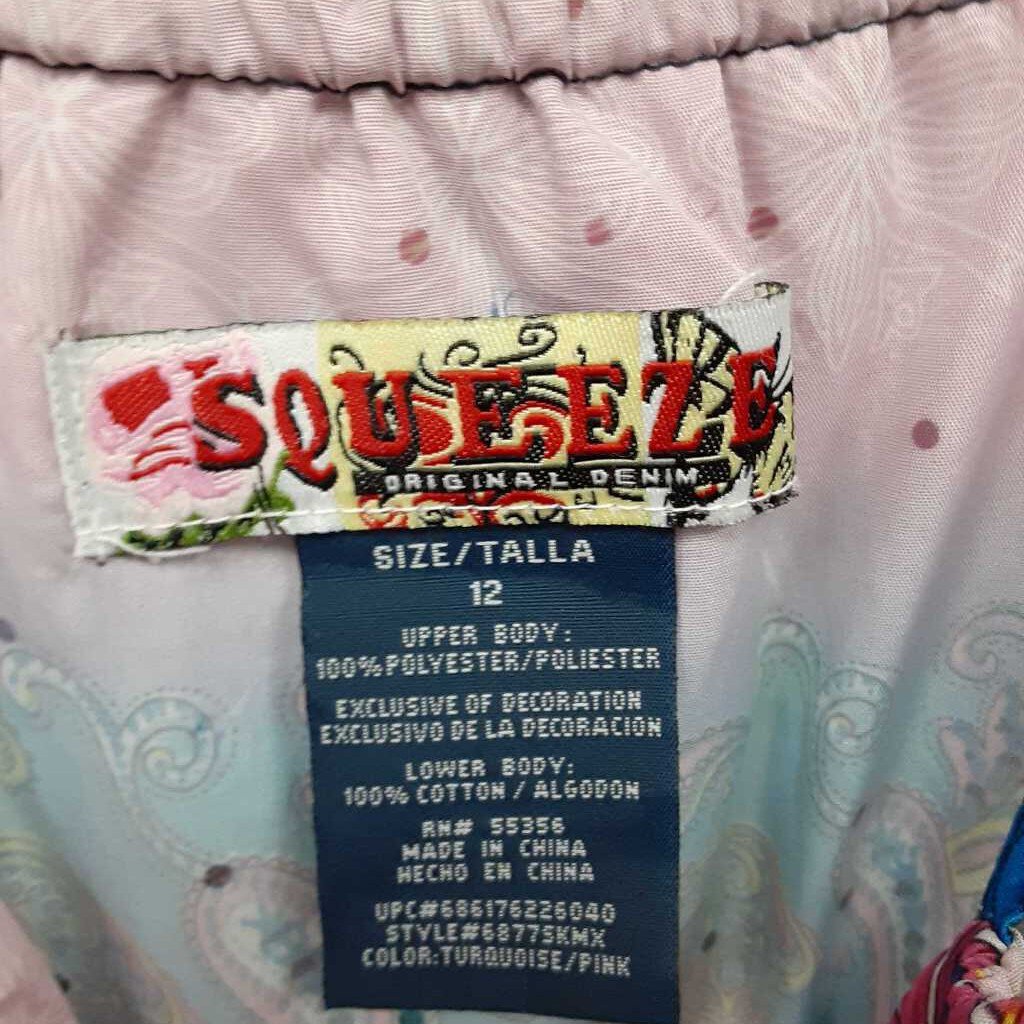 SQUEEZE
ORIGINAL DENIM
SIZE/TALLA
12
UPPER BODY:
100% POLYESTER/POLIESTER
EXCLUSIVE OF DECORATION
EXCLUSIVO DE LA DECORACION
LOWER BODY:
100% COTTON / ALGODON
RN# 55356
MADE IN CHINA
HECHO EN CHINA
UPC#686176226040
STYLE#68775KMX
COLOR:TURQUOISE/PINK